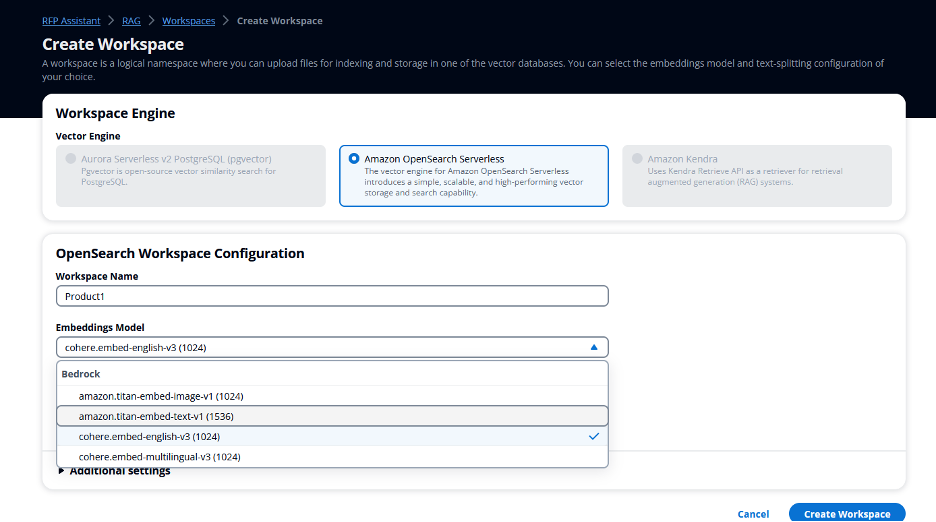 RFP Assistant > RAG > Workspaces > Create Workspace
Create Workspace
A workspace is a logical namespace where you can upload files for indexing and storage in one of the vector databases. You can select the embeddings model and text-splitting configuration of
your choice.
Workspace Engine
Vector Engine
Aurora Serverless v2 PostgreSQL (pgvector)
Pgvector is open-source vector similarity search for
PostgreSQL.
Amazon OpenSearch Serverless
The vector engine for Amazon OpenSearch Serverless
introduces a simple, scalable, and high-performing vector
storage and search capability.
Amazon Kendra
Uses Kendra Retrieve API as a retriever for retrieval
augmented generation (RAG) systems.
OpenSearch Workspace Configuration
Workspace Name
Product1
Embeddings Model
cohere.embed-english-v3 (1024)
Bedrock
amazon.titan-embed-image-v1 (1024)
amazon.titan-embed-text-v1 (1536)
cohere.embed-english-v3 (1024)
cohere.embed-multilingual-v3 (1024)
Additional settings
Cancel
Create Workspace